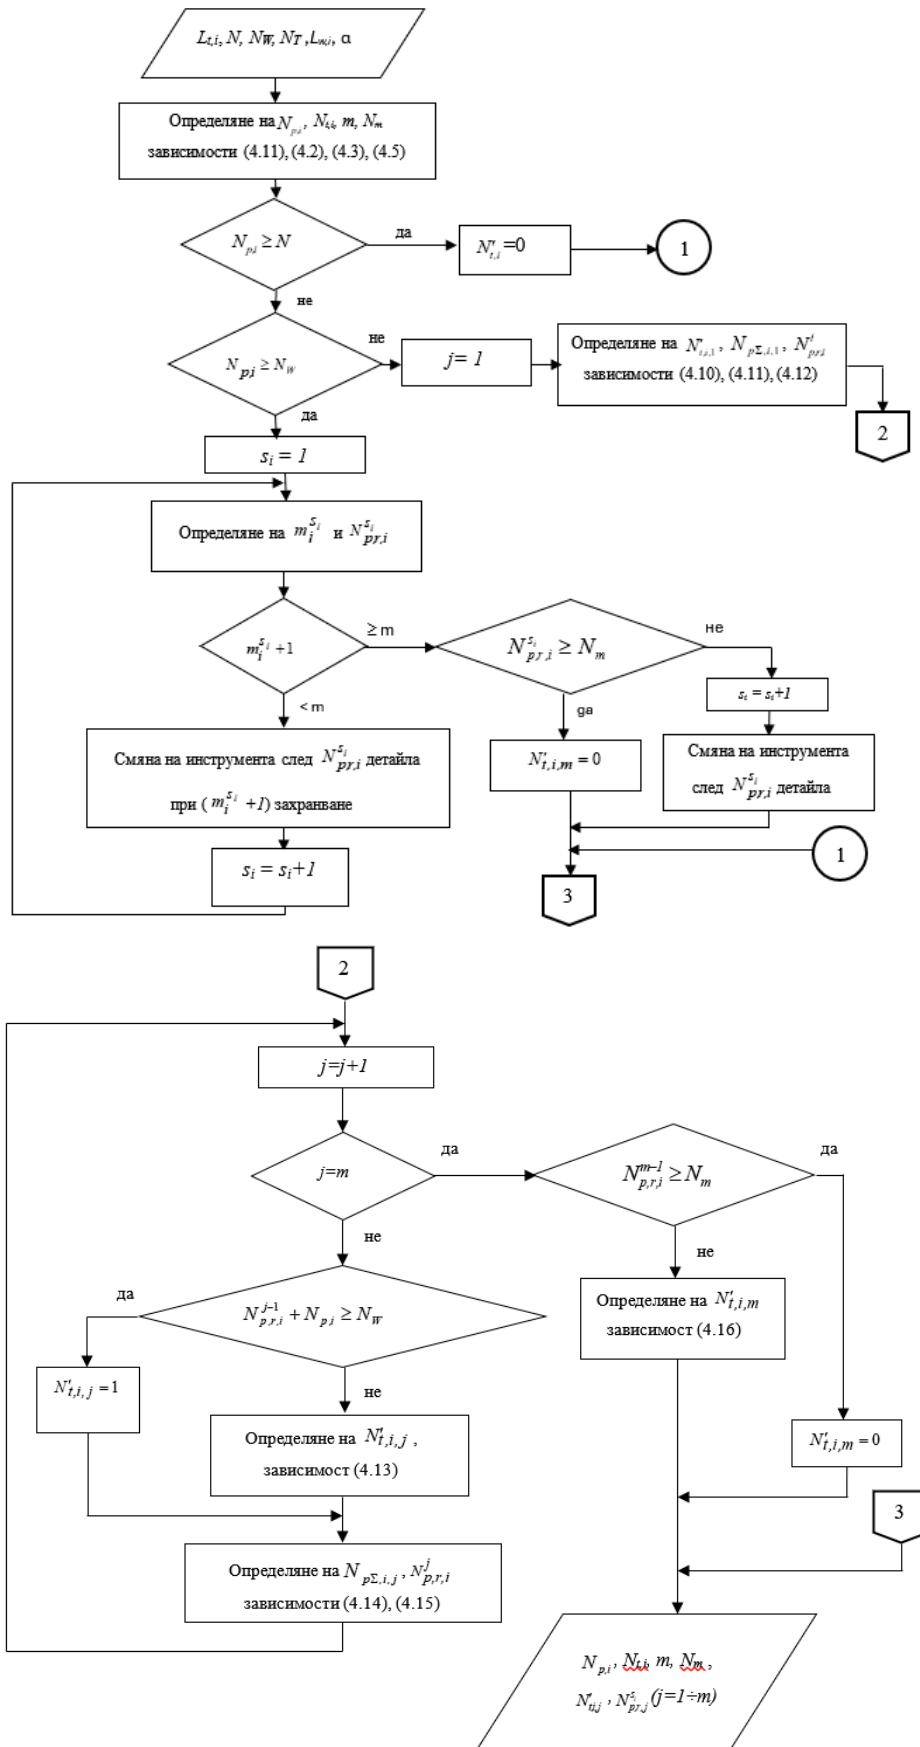 L_{t,i}, N, N_W, N_T, L_{w,i}, α
Определяне на N_{p,i}, N_{t,i}, m, N_m
зависимости (4.11), (4.2), (4.3), (4.5)
N_{p,i} ≥ N
да
N'_{t,i} =0
1
не
N_{p,i} ≥ N_W
не
j= 1
Определяне на N'_{t,i,1}, N_{pΣ,i,1}, N^1_{p,r,i}
зависимости (4.10), (4.11), (4.12)
да
2
s_i = 1
Определяне на m_i^{s_i} и N_{p,r,i}^{s_i}
m_i^{s_i} +1
≥ m
N_{p,r,i}^{s_i} ≥ N_m
не
< m
да
s_i = s_i+1
Смяна на инструмента след N_{p,r,i}^{s_i} детайла
при ( m_i^{s_i} +1) захранване
N'_{t,i,m} = 0
Смяна на инструмента
след N_{p,r,i}^{s_i} детайла
s_i = s_i+1
1
3
2
j=j+1
j=m
да
N_{p,r,i}^{m-1} ≥ N_m
да
не
не
да
N_{p,r,i}^{j-1} + N_{p,i} ≥ N_W
Определяне на N'_{t,i,m}
зависимост (4.16)
N'_{t,i,j} = 1
не
Определяне на N'_{t,i,j} ,
зависимост (4.13)
N'_{t,i,m} = 0
3
Определяне на N_{pΣ,i,j} , N_{p,r,i}^j
зависимости (4.14), (4.15)
N_{p,i} , N_{t,i}, m, N_m ,
N'_{t,i,j} , N_{p,r,j}^{s_i} (j=1÷m)